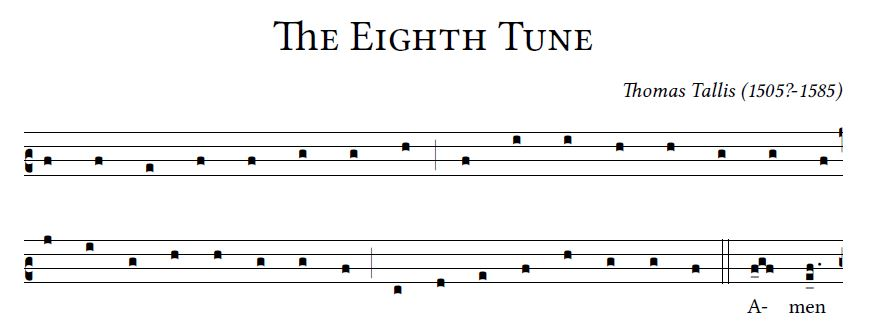 The Eighth Tune
Thomas Tallis (1505?-1585)
A- men